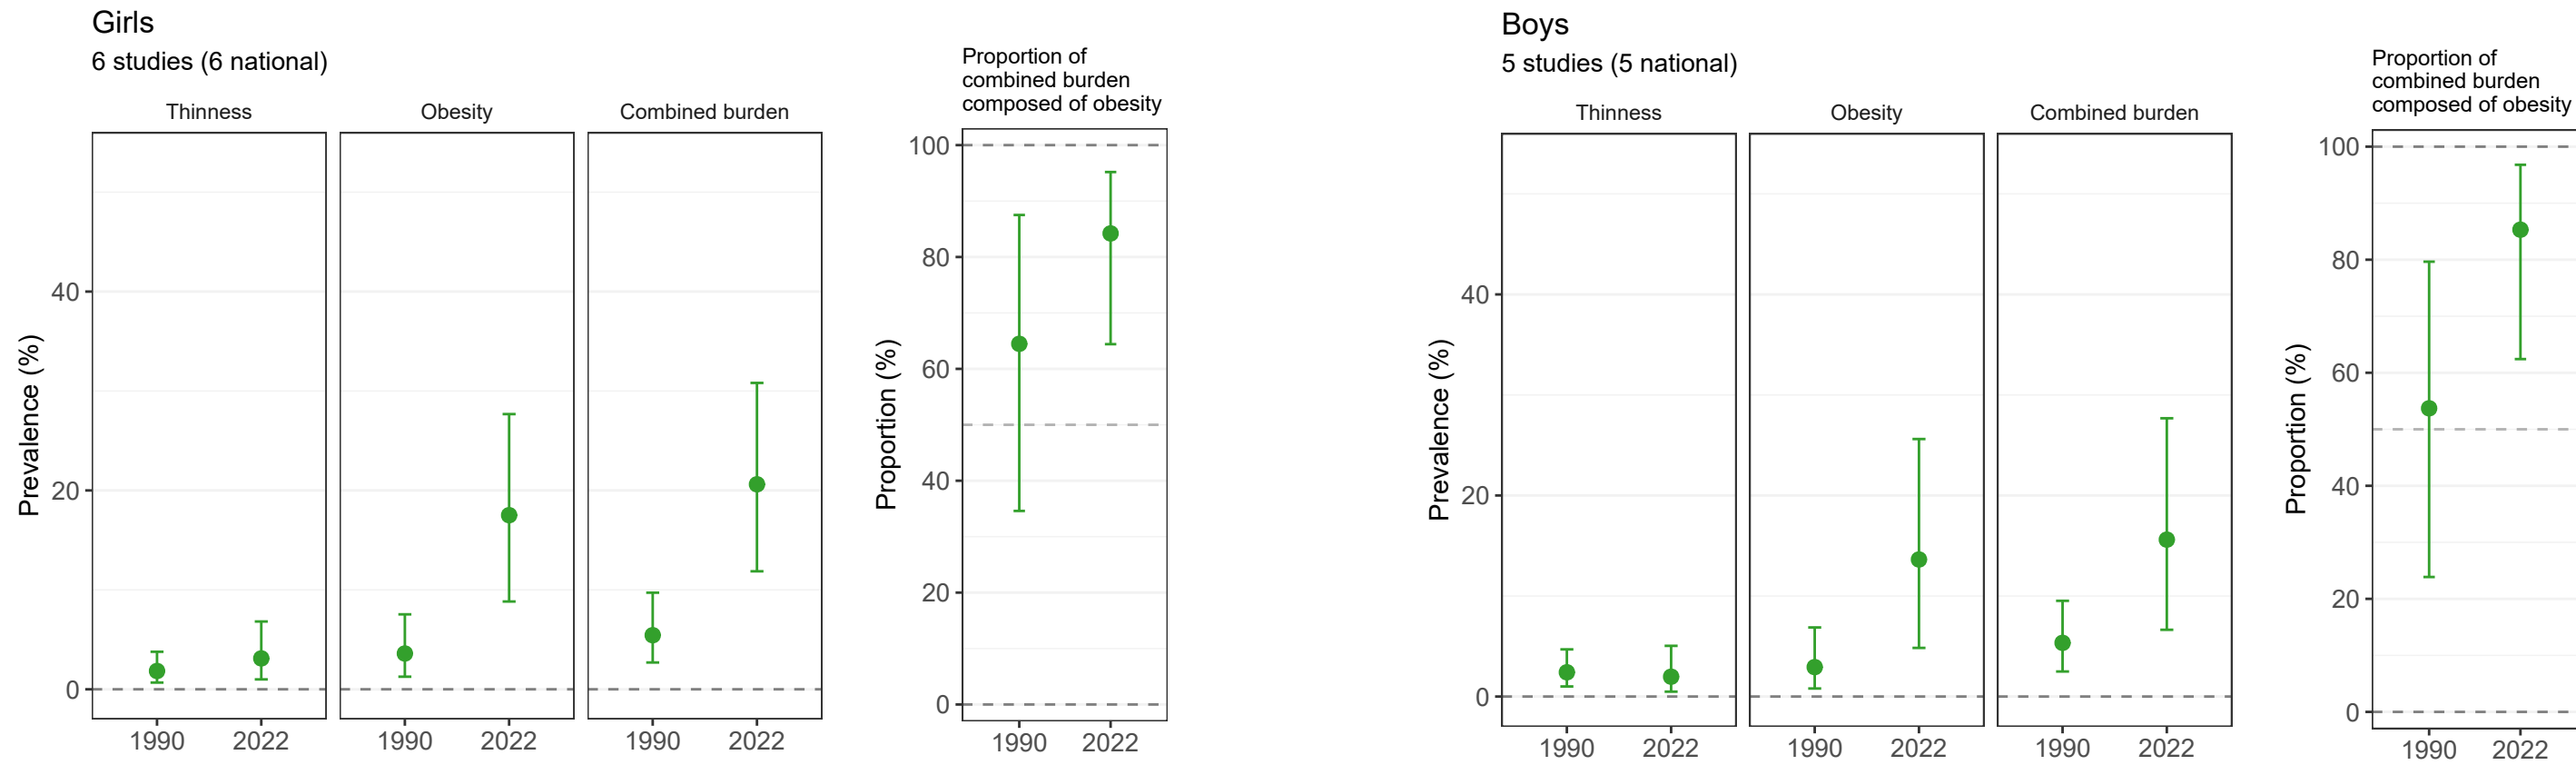 Girls
6 studies (6 national)
Thinness
Obesity
Combined burden
Prevalence (%)
40
20
0
1990 2022
1990 2022
1990 2022
Proportion of
combined burden
composed of obesity
Proportion (%)
100
80
60
40
20
0
1990 2022
Boys
5 studies (5 national)
Thinness
Obesity
Combined burden
Prevalence (%)
40
20
0
1990 2022
1990 2022
1990 2022
Proportion of
combined burden
composed of obesity
Proportion (%)
100
80
60
40
20
0
1990 2022